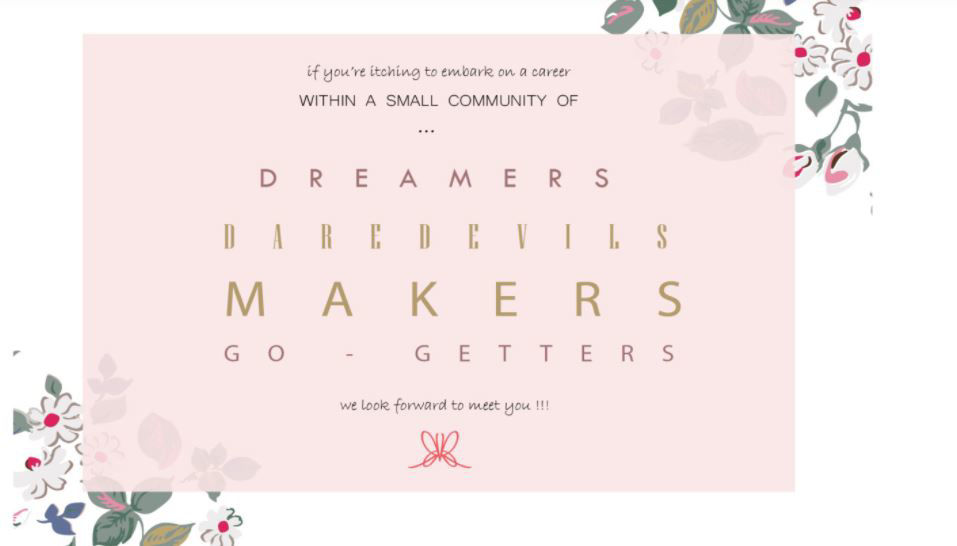 if you're itching to embark on a career
WITHIN A SMALL COMMUNITY OF
...
DREAMERS
DAREDEVILS
MAKERS
GO - GETTERS
we look forward to meet you !!!